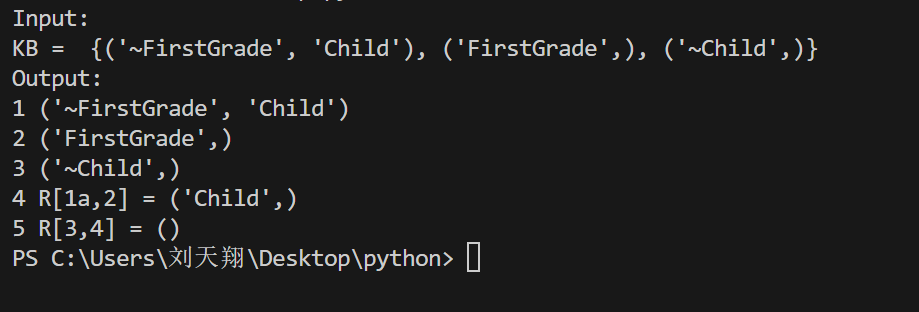 Input:
KB =  {('~FirstGrade', 'Child'), ('FirstGrade',), ('~Child',)}
Output:
1 ('~FirstGrade', 'Child')
2 ('FirstGrade',)
3 ('~Child',)
4 R[1a,2] = ('Child',)
5 R[3,4] = ()
PS C:\Users\刘天翔\Desktop\python>